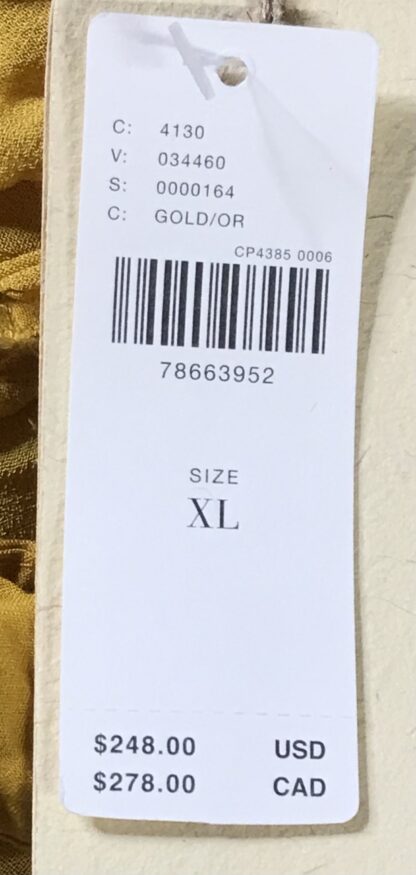 C: 4130
V: 034460
S: 0000164
C: GOLD/OR
CP4385 0006
78663952
SIZE
XL
$248.00 USD
$278.00 CAD